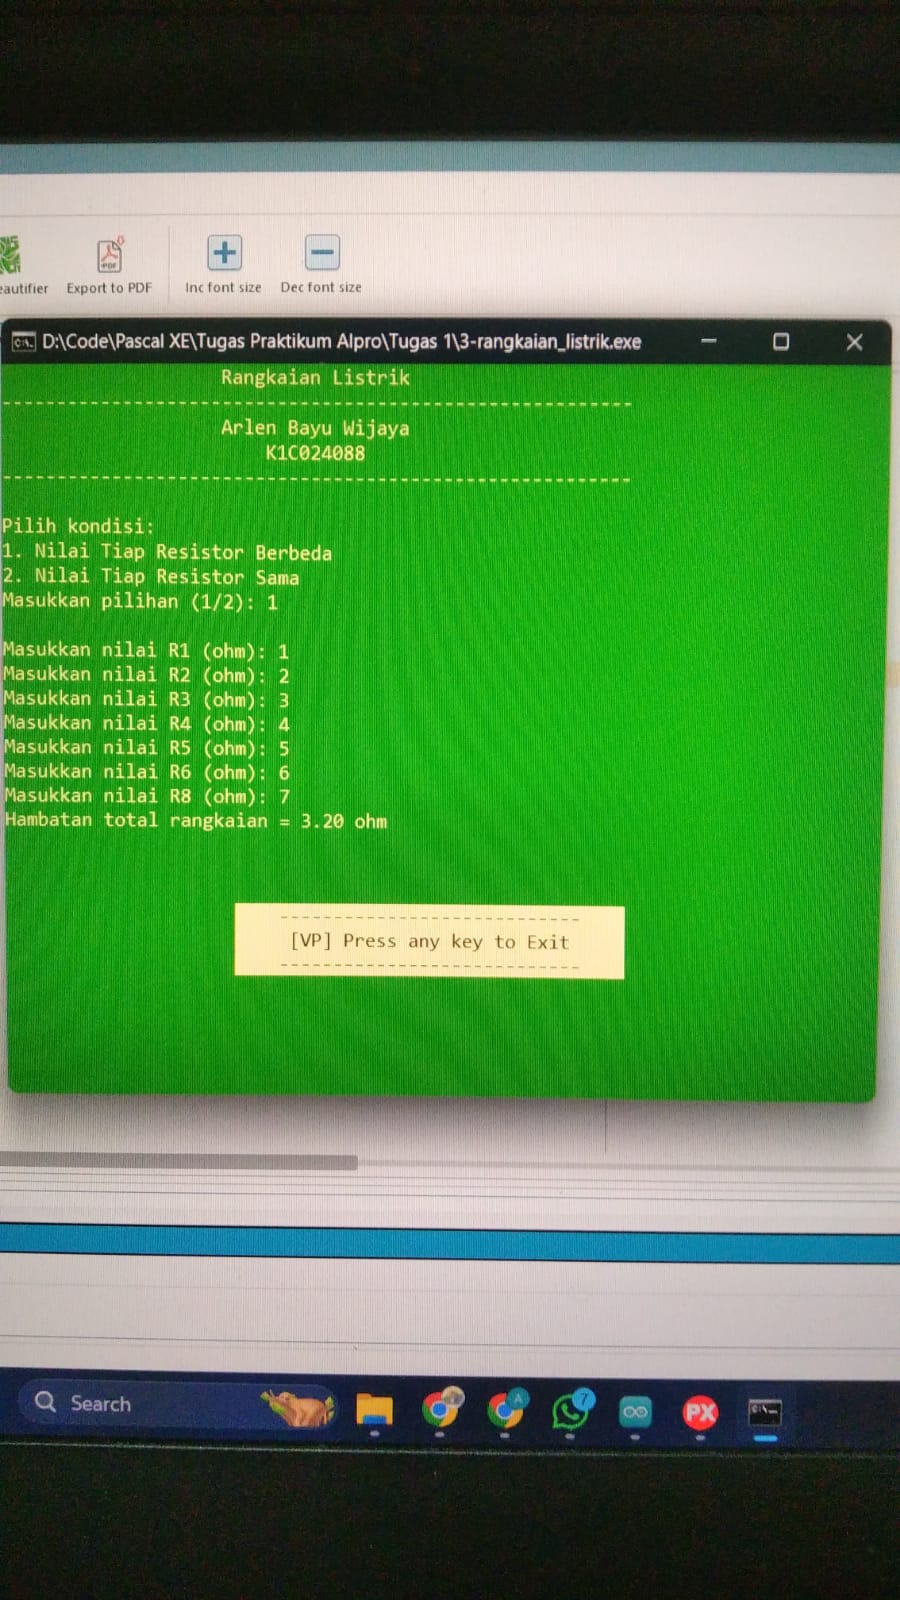 eautifier
Export to PDF
Inc font size
Dec font size
D:\Code\Pascal XE\Tugas Praktikum Alpro\Tugas 1\3-rangkaian_listrik.exe
Rangkaian Listrik
---------------------------------------------------------
Arlen Bayu Wijaya
K1C024088
---------------------------------------------------------
Pilih kondisi:
1. Nilai Tiap Resistor Berbeda
2. Nilai Tiap Resistor Sama
Masukkan pilihan (1/2): 1
Masukkan nilai R1 (ohm): 1
Masukkan nilai R2 (ohm): 2
Masukkan nilai R3 (ohm): 3
Masukkan nilai R4 (ohm): 4
Masukkan nilai R5 (ohm): 5
Masukkan nilai R6 (ohm): 6
Masukkan nilai R8 (ohm): 7
Hambatan total rangkaian = 3.20 ohm
---------------------------
[VP] Press any key to Exit
---------------------------
Search
A
7
PX